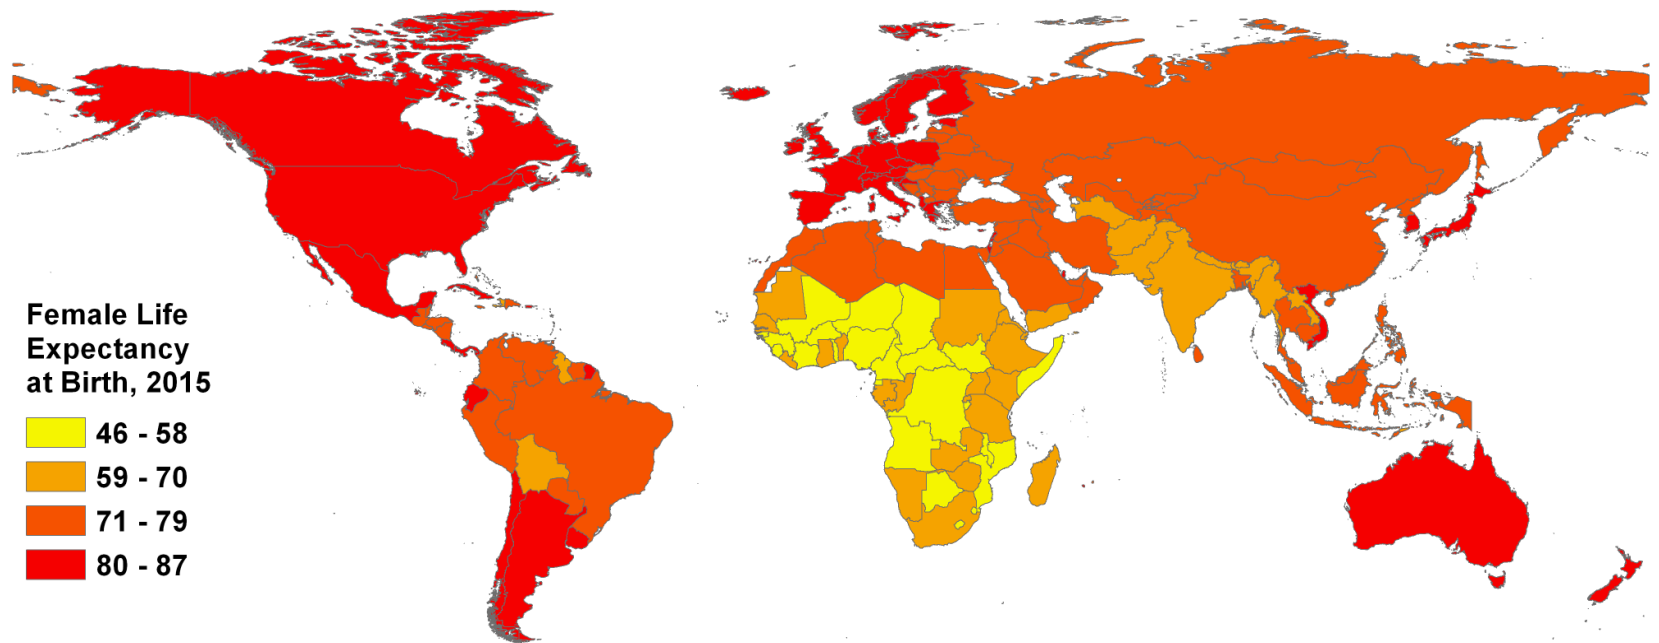 Female Life
Expectancy
at Birth, 2015
46 - 58
59 - 70
71 - 79
80 - 87